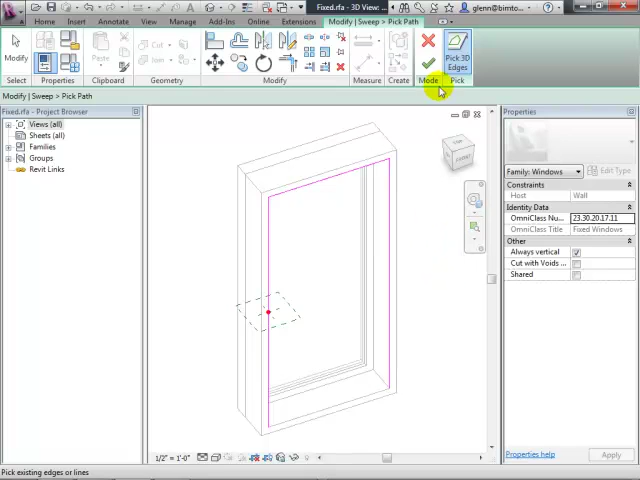 Fixed.rfa - 3D View:
glenn@bimto...
Home Insert Annotate View Manage Add-Ins Online Extensions Modify | Sweep > Pick Path
Modify Paste Cut Join Pick 3D Edges
Select Properties Clipboard Geometry Modify Measure Create Mode Pick
Modify | Sweep > Pick Path
Fixed.rfa - Project Browser
Views (all)
Sheets (all)
Families
Groups
Revit Links
TOP
FRONT
Properties
Family: Windows
Edit Type
Constraints
Host Wall
Identity Data
OmniClass Nu... 23.30.20.17.11
OmniClass Title Fixed Windows
Other
Always vertical
Cut with Voids ...
Shared
Properties help
Apply
1/2" = 1'-0"
Pick existing edges or lines